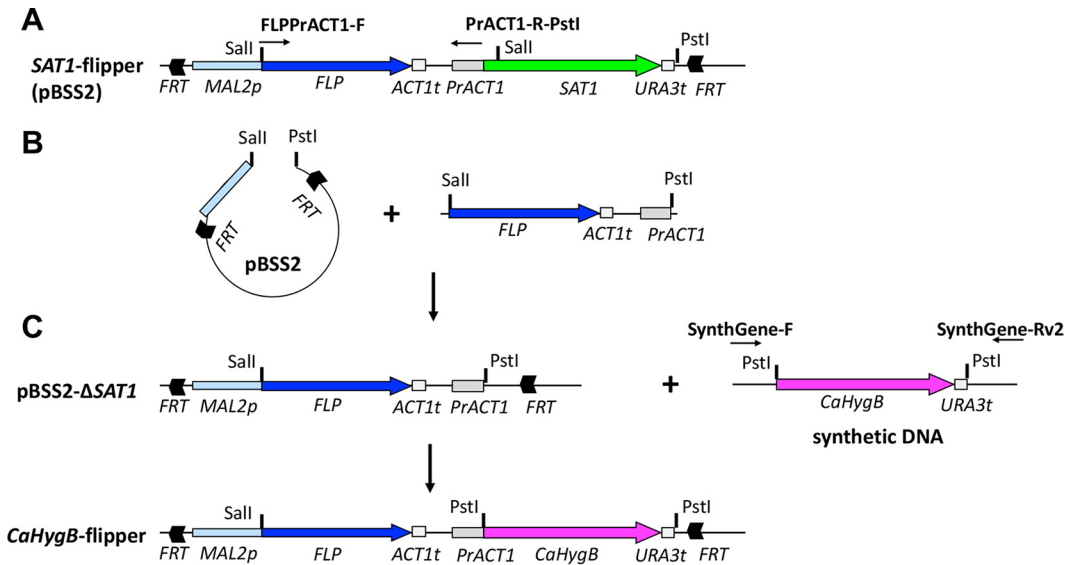 A
FLPPrACT1-F
PrACT1-R-PstI
SalI
SalI
PstI
SAT1-flipper
(pBSS2)
FRT MAL2p FLP ACT1t PrACT1 SAT1 URA3t FRT
B
SalI PstI
FRT
FRT
pBSS2
+
SalI
PstI
FLP ACT1t PrACT1
C
SynthGene-F
SynthGene-Rv2
pBSS2-ΔSAT1
SalI
PstI
FRT MAL2p FLP ACT1t PrACT1 FRT
+
PstI
PstI
CaHygB URA3t
synthetic DNA
CaHygB-flipper
SalI
PstI
PstI
FRT MAL2p FLP ACT1t PrACT1 CaHygB URA3t FRT